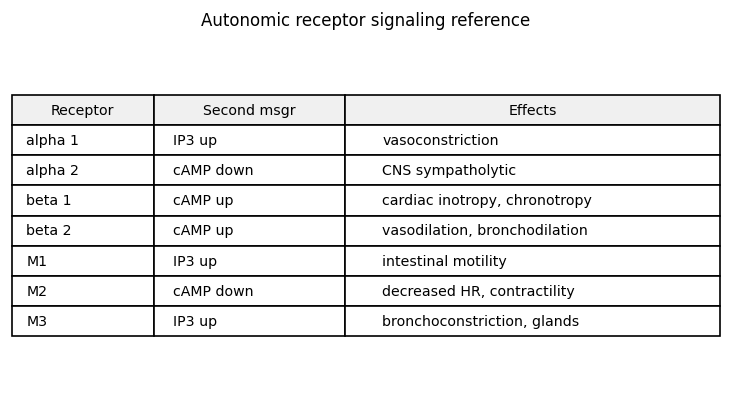 Autonomic receptor signaling reference
Receptor Second msgr Effects
alpha 1 IP3 up vasoconstriction
alpha 2 cAMP down CNS sympatholytic
beta 1 cAMP up cardiac inotropy, chronotropy
beta 2 cAMP up vasodilation, bronchodilation
M1 IP3 up intestinal motility
M2 cAMP down decreased HR, contractility
M3 IP3 up bronchoconstriction, glands